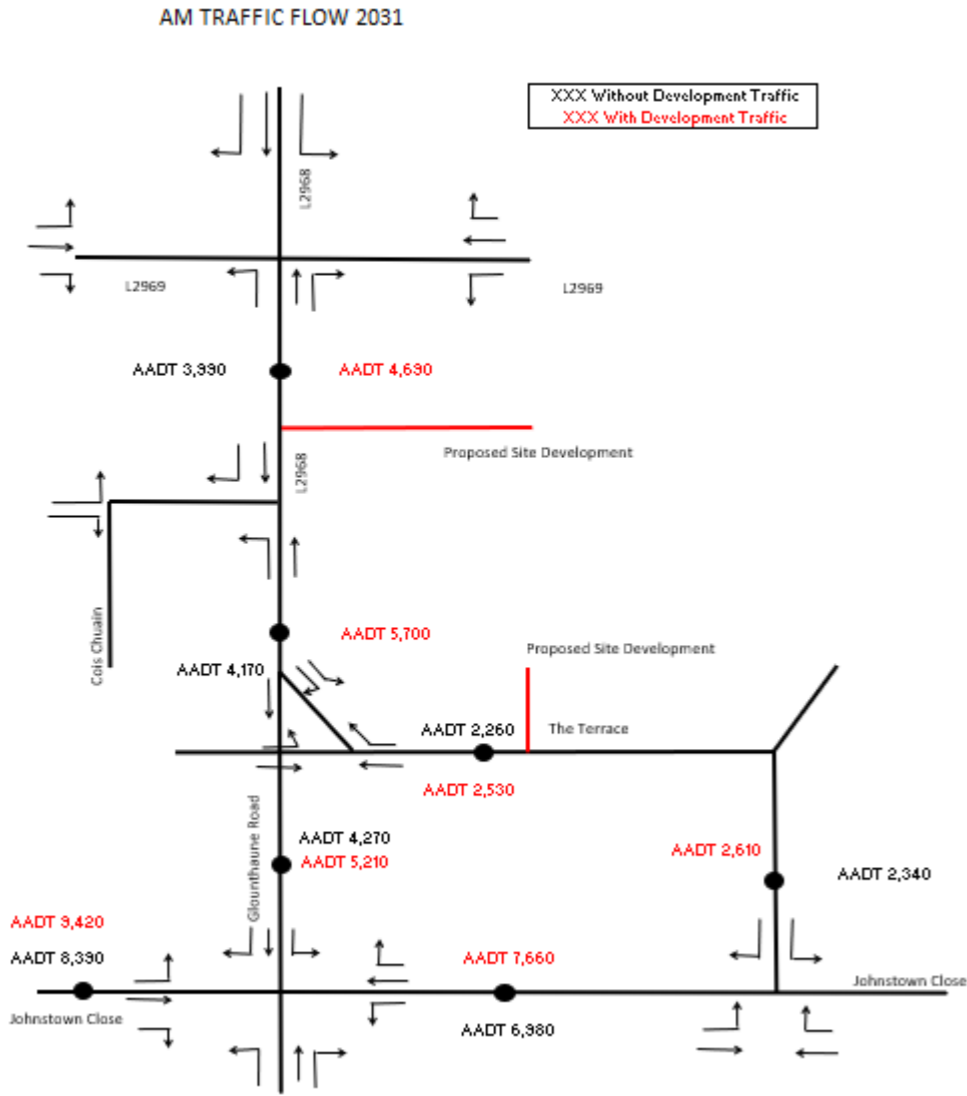 AM TRAFFIC FLOW 2031
XXX Without Development Traffic
XXX With Development Traffic
L2968
L2969
L2969
AADT 3,990
AADT 4,690
Proposed Site Development
L2968
Cois Chuain
AADT 5,700
AADT 4,170
Proposed Site Development
AADT 2,260
The Terrace
AADT 2,530
Glounthaune Road
AADT 4,270
AADT 5,210
AADT 2,610
AADT 2,340
AADT 9,420
AADT 8,390
AADT 7,660
Johnstown Close
Johnstown Close
AADT 6,980